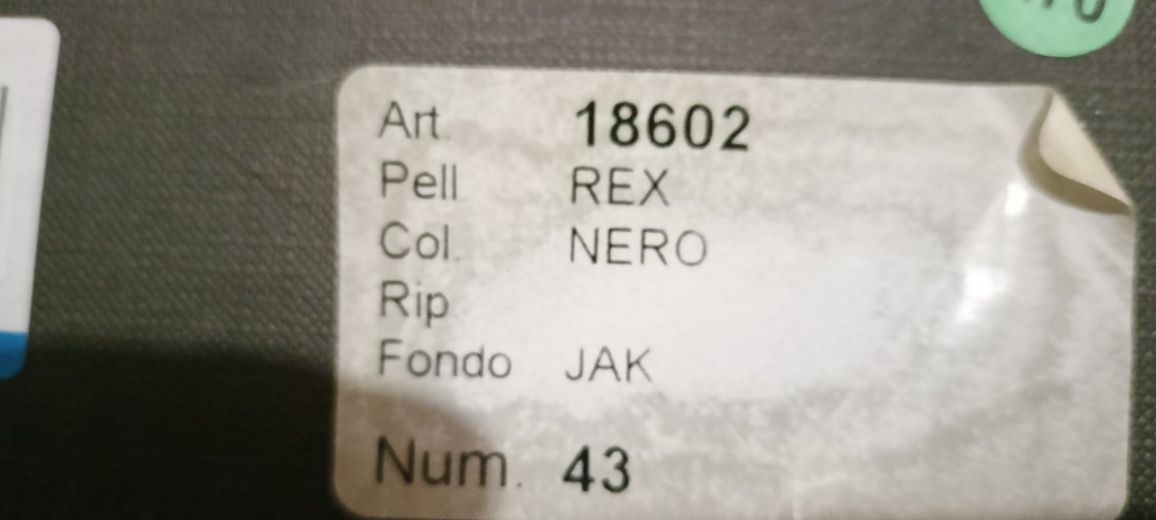 Art. 18602
Pell REX
Col. NERO
Rip
Fondo JAK
Num. 43